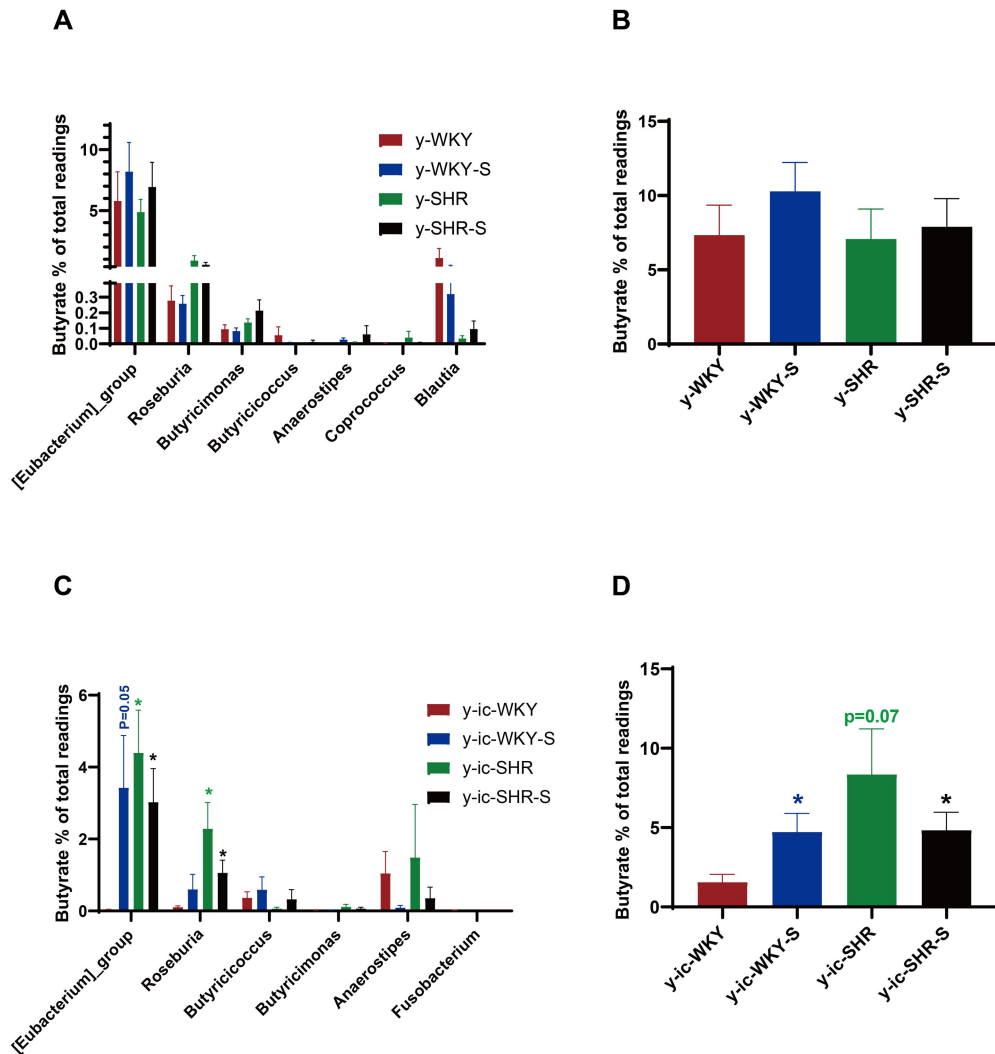 A
Butyrate % of total readings
10
5
0.3
0.2
0.1
0.0
y-WKY
y-WKY-S
y-SHR
y-SHR-S
[Eubacterium]_group
Roseburia
Butyricimonas
Butyricicoccus
Anaerostipes
Coprococcus
Blautia
B
Butyrate % of total readings
15
10
5
0
y-WKY
y-WKY-S
y-SHR
y-SHR-S
C
Butyrate % of total readings
6
4
2
0
P=0.05
*
*
*
*
y-ic-WKY
y-ic-WKY-S
y-ic-SHR
y-ic-SHR-S
[Eubacterium]_group
Roseburia
Butyricicoccus
Butyricimonas
Anaerostipes
Fusobacterium
D
Butyrate % of total readings
15
10
5
0
*
p=0.07
*
y-ic-WKY
y-ic-WKY-S
y-ic-SHR
y-ic-SHR-S